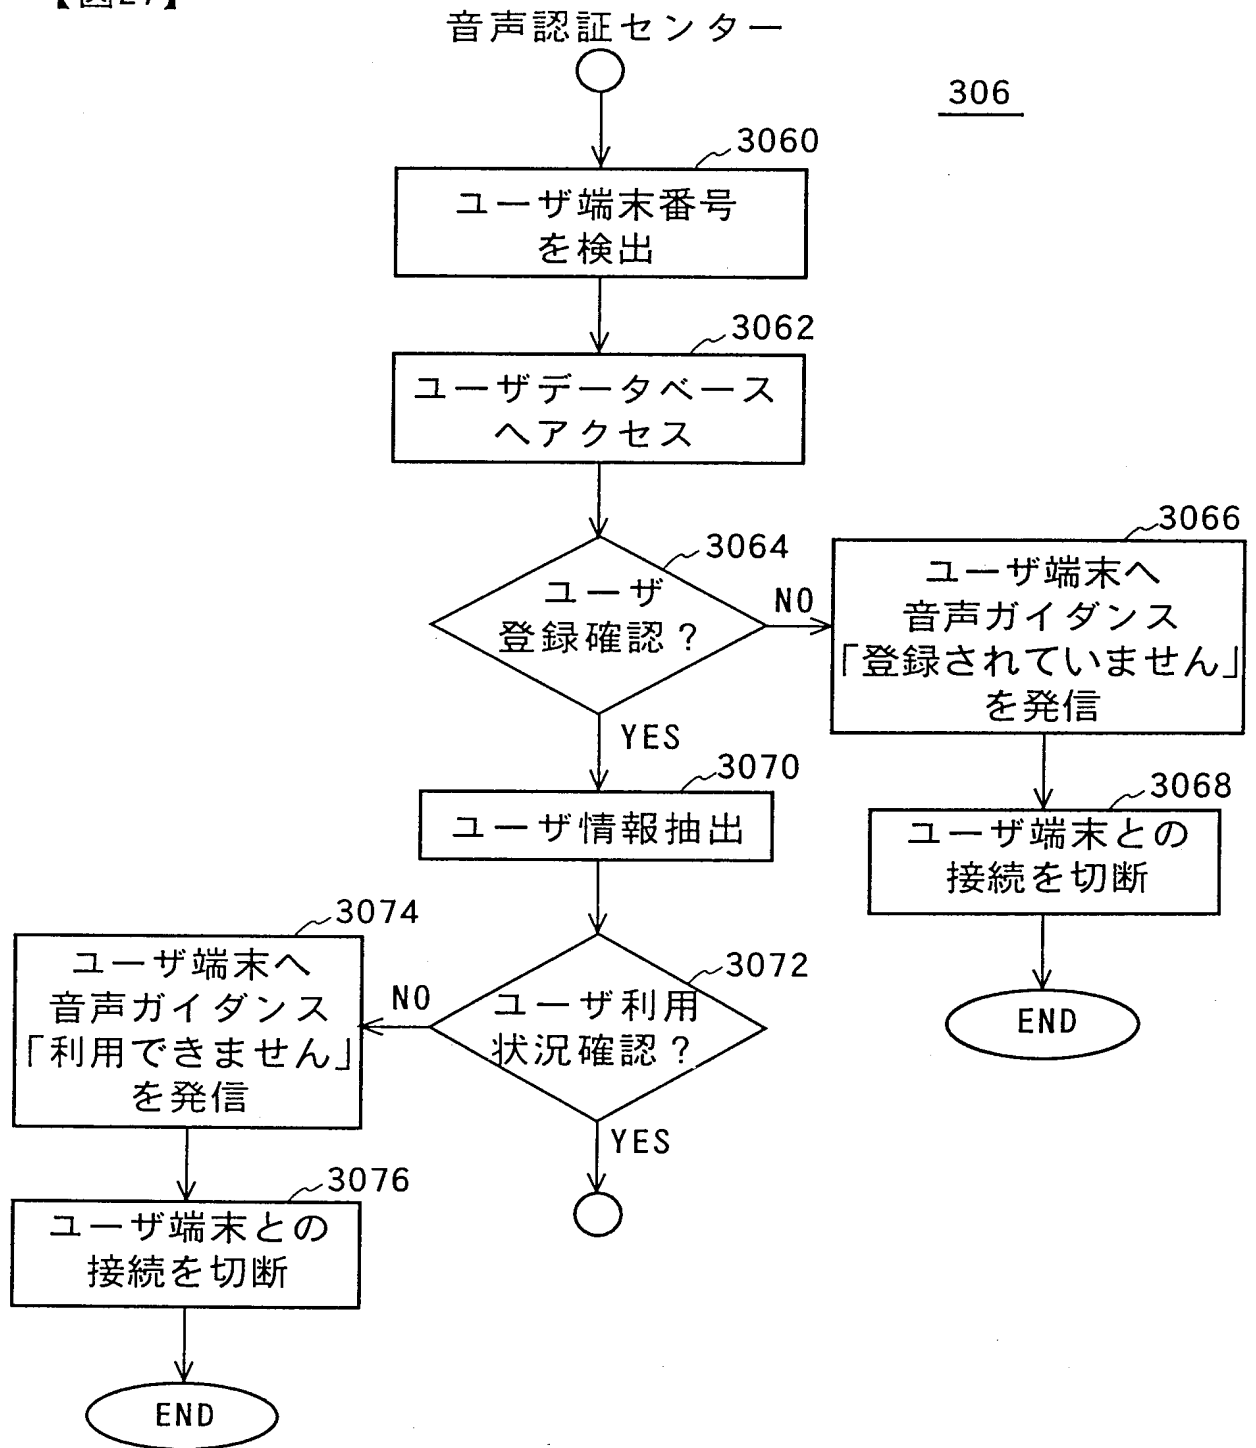 【図27】
音声認証センター
306
3060
ユーザ端末番号
を検出
3062
ユーザデータベース
へアクセス
3064
ユーザ
登録確認？
NO
3066
ユーザ端末へ
音声ガイダンス
「登録されていません」
を発信
YES
3068
ユーザ端末との
接続を切断
END
3070
ユーザ情報抽出
3072
ユーザ利用
状況確認？
NO
3074
ユーザ端末へ
音声ガイダンス
「利用できません」
を発信
YES
3076
ユーザ端末との
接続を切断
END